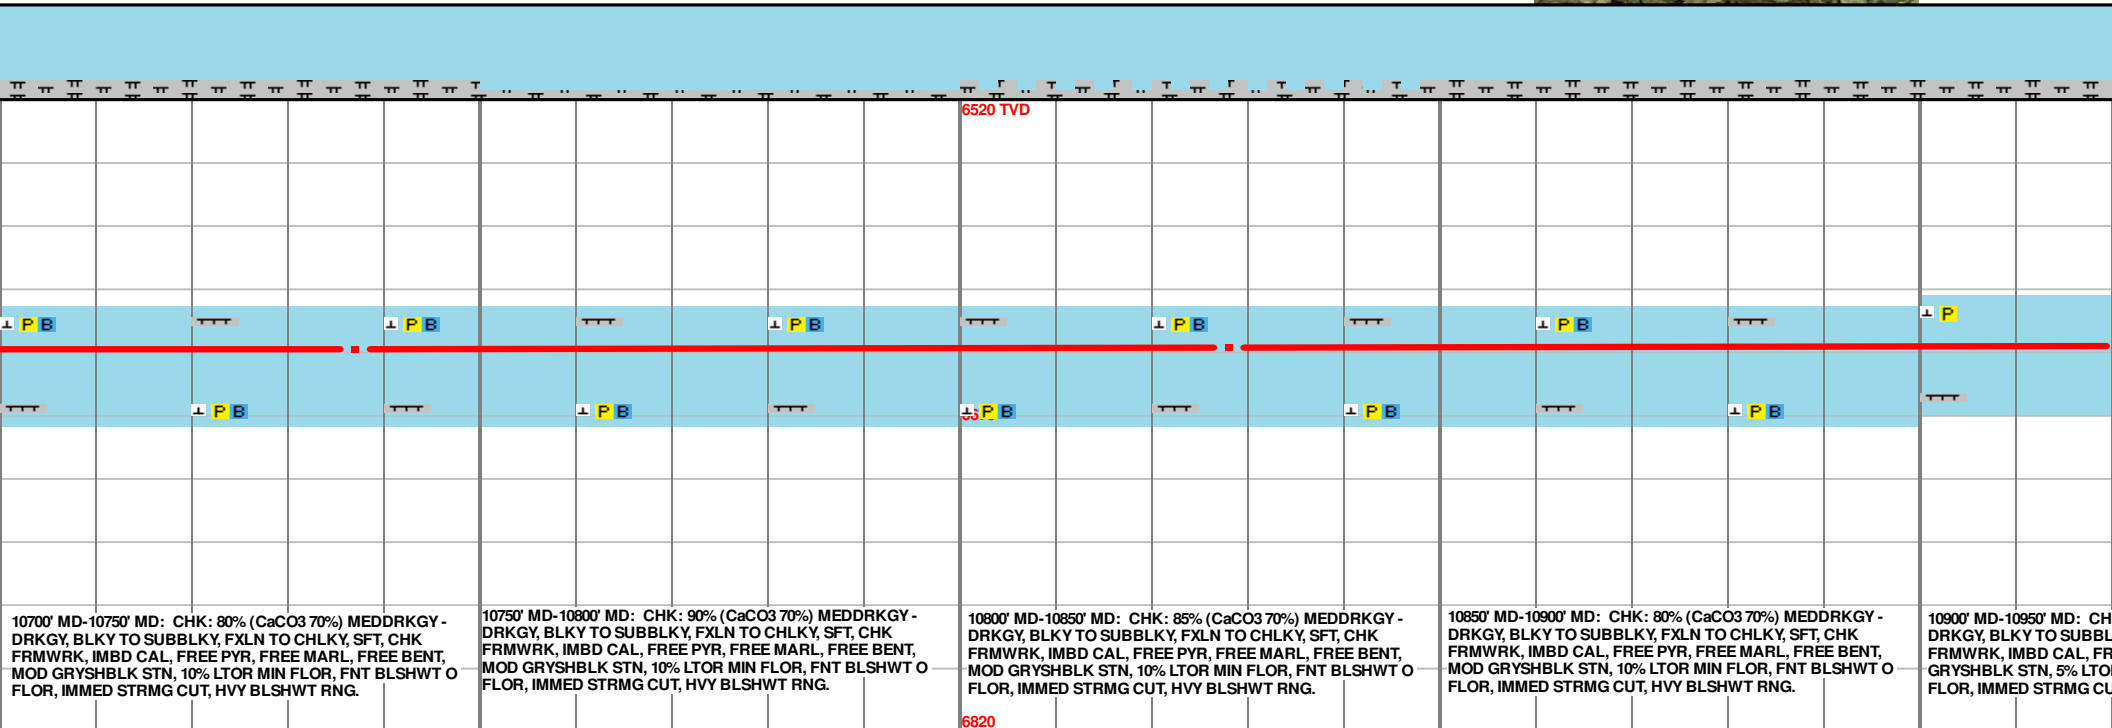 6520 TVD
P B
P B
P B
P B
P B
P
P B
P B
P B
P B
P B
10700' MD-10750' MD: CHK: 80% (CaCO3 70%) MEDDRKGY -
DRKGY, BLKY TO SUBBLKY, FXLN TO CHLKY, SFT, CHK
FRMWRK, IMBD CAL, FREE PYR, FREE MARL, FREE BENT,
MOD GRYSHBLK STN, 10% LTOR MIN FLOR, FNT BLSHWT O
FLOR, IMMED STRMG CUT, HVY BLSHWT RNG.
10750' MD-10800' MD: CHK: 90% (CaCO3 70%) MEDDRKGY -
DRKGY, BLKY TO SUBBLKY, FXLN TO CHLKY, SFT, CHK
FRMWRK, IMBD CAL, FREE PYR, FREE MARL, FREE BENT,
MOD GRYSHBLK STN, 10% LTOR MIN FLOR, FNT BLSHWT O
FLOR, IMMED STRMG CUT, HVY BLSHWT RNG.
10800' MD-10850' MD: CHK: 85% (CaCO3 70%) MEDDRKGY -
DRKGY, BLKY TO SUBBLKY, FXLN TO CHLKY, SFT, CHK
FRMWRK, IMBD CAL, FREE PYR, FREE MARL, FREE BENT,
MOD GRYSHBLK STN, 10% LTOR MIN FLOR, FNT BLSHWT O
FLOR, IMMED STRMG CUT, HVY BLSHWT RNG.
10850' MD-10900' MD: CHK: 80% (CaCO3 70%) MEDDRKGY -
DRKGY, BLKY TO SUBBLKY, FXLN TO CHLKY, SFT, CHK
FRMWRK, IMBD CAL, FREE PYR, FREE MARL, FREE BENT,
MOD GRYSHBLK STN, 10% LTOR MIN FLOR, FNT BLSHWT O
FLOR, IMMED STRMG CUT, HVY BLSHWT RNG.
10900' MD-10950' MD: CH
DRKGY, BLKY TO SUBBL
FRMWRK, IMBD CAL, FR
GRYSHBLK STN, 5% LTO
FLOR, IMMED STRMG CU
6820